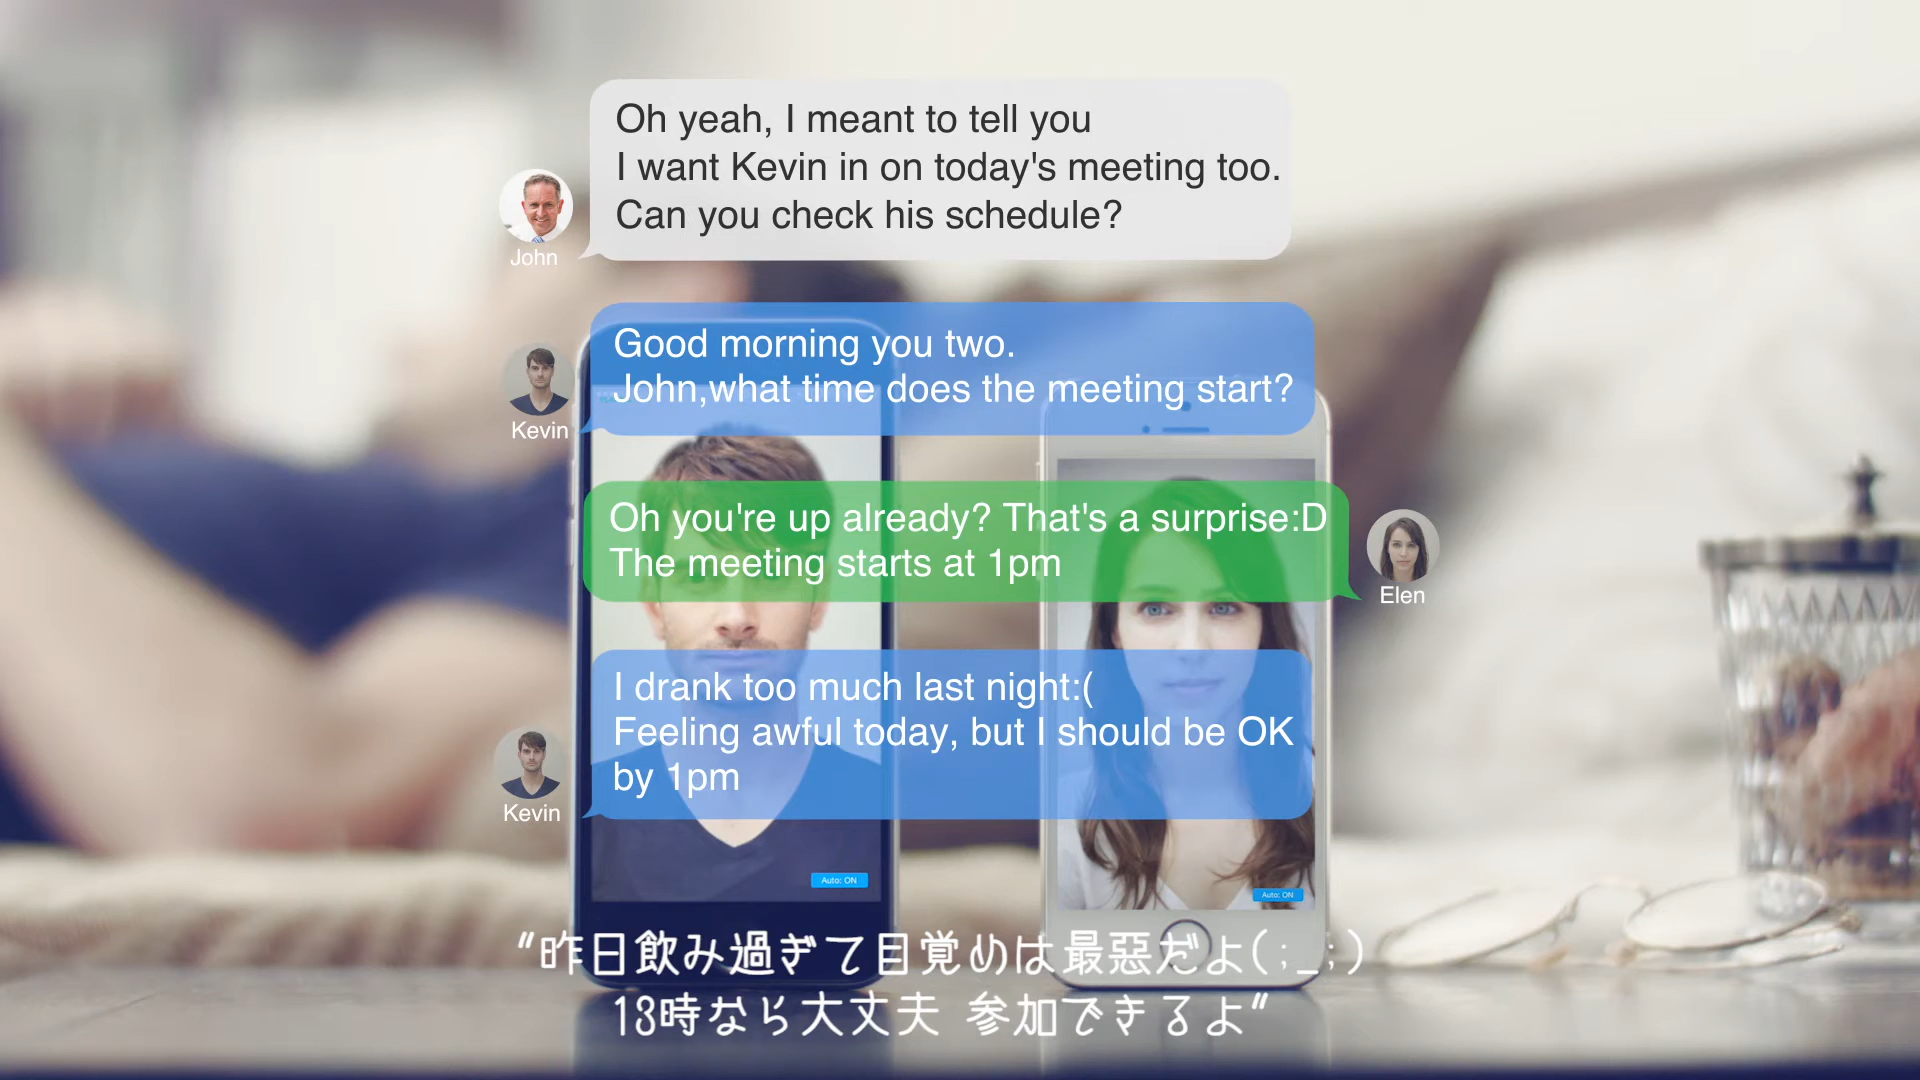 Oh yeah, I meant to tell you
I want Kevin in on today's meeting too.
Can you check his schedule?
John
Good morning you two.
John,what time does the meeting start?
Kevin
Oh you're up already? That's a surprise:D
The meeting starts at 1pm
Elen
I drank too much last night:(
Feeling awful today, but I should be OK
by 1pm
Kevin
Auto: ON
Auto: ON
"昨日飲み過ぎて目覚めは最悪だよ(;_;)
13時なら大丈夫 参加できるよ"